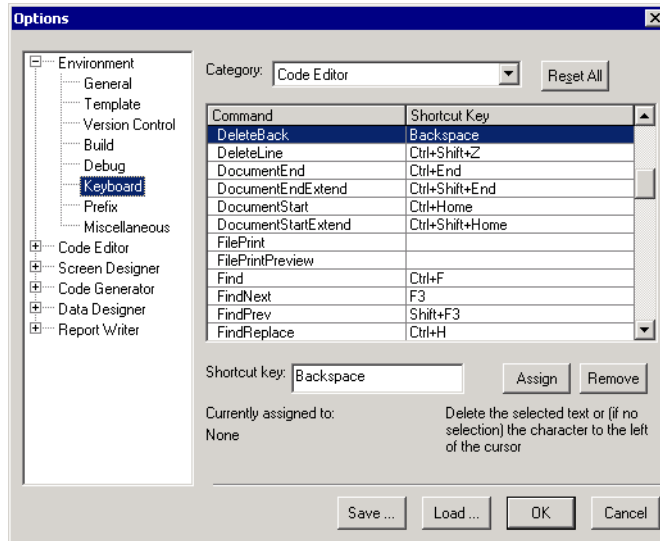 Options
Environment
General
Template
Version Control
Build
Debug
Keyboard
Prefix
Miscellaneous
Code Editor
Screen Designer
Code Generator
Data Designer
Report Writer
Category: Code Editor Reset All
Command Shortcut Key
DeleteBack Backspace
DeleteLine Ctrl+Shift+Z
DocumentEnd Ctrl+End
DocumentEndExtend Ctrl+Shift+End
DocumentStart Ctrl+Home
DocumentStartExtend Ctrl+Shift+Home
FilePrint
FilePrintPreview
Find Ctrl+F
FindNext F3
FindPrev Shift+F3
FindReplace Ctrl+H
Shortcut key: Backspace Assign Remove
Currently assigned to:
None
Delete the selected text or (if no
selection) the character to the left
of the cursor
Save ... Load ... OK Cancel